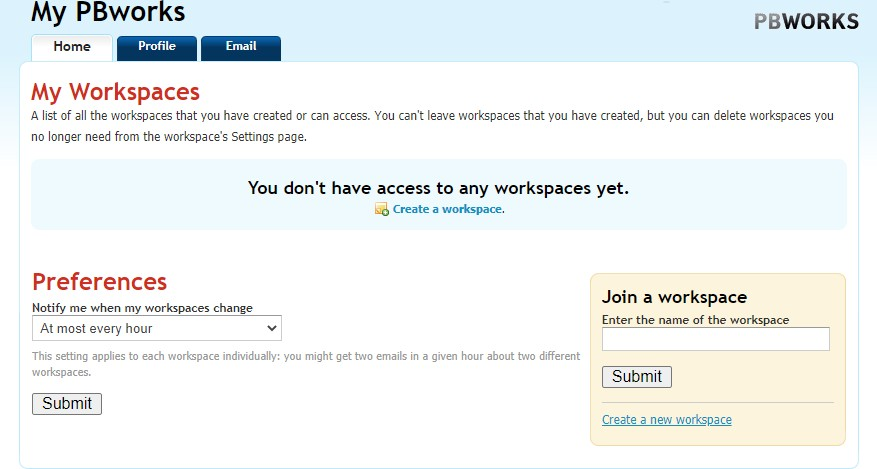 My PBworks
PBWORKS
Home
Profile
Email
My Workspaces
A list of all the workspaces that you have created or can access. You can't leave workspaces that you have created, but you can delete workspaces you
no longer need from the workspace's Settings page.
You don't have access to any workspaces yet.
Create a workspace.
Preferences
Notify me when my workspaces change
At most every hour
This setting applies to each workspace individually: you might get two emails in a given hour about two different
workspaces.
Submit
Join a workspace
Enter the name of the workspace
Submit
Create a new workspace